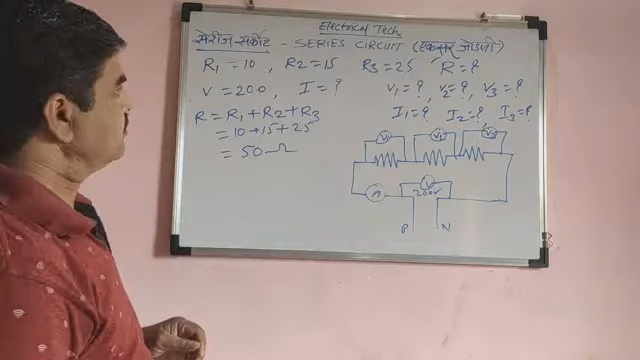 Electrical Tech.
सेरीज सर्कीट - SERIES CIRCUIT (एकसर जोडणी)
R1 = 10, R2 = 15 R3 = 25 R = ?
V = 200, I = ? V1 = ? V2 = ? V3 = ?
R = R1 + R2 + R3 I1 = ? I2 = ? I3 = ?
= 10 + 15 + 25
= 50 Ω
V1 V2 V3
A V
200V
P N